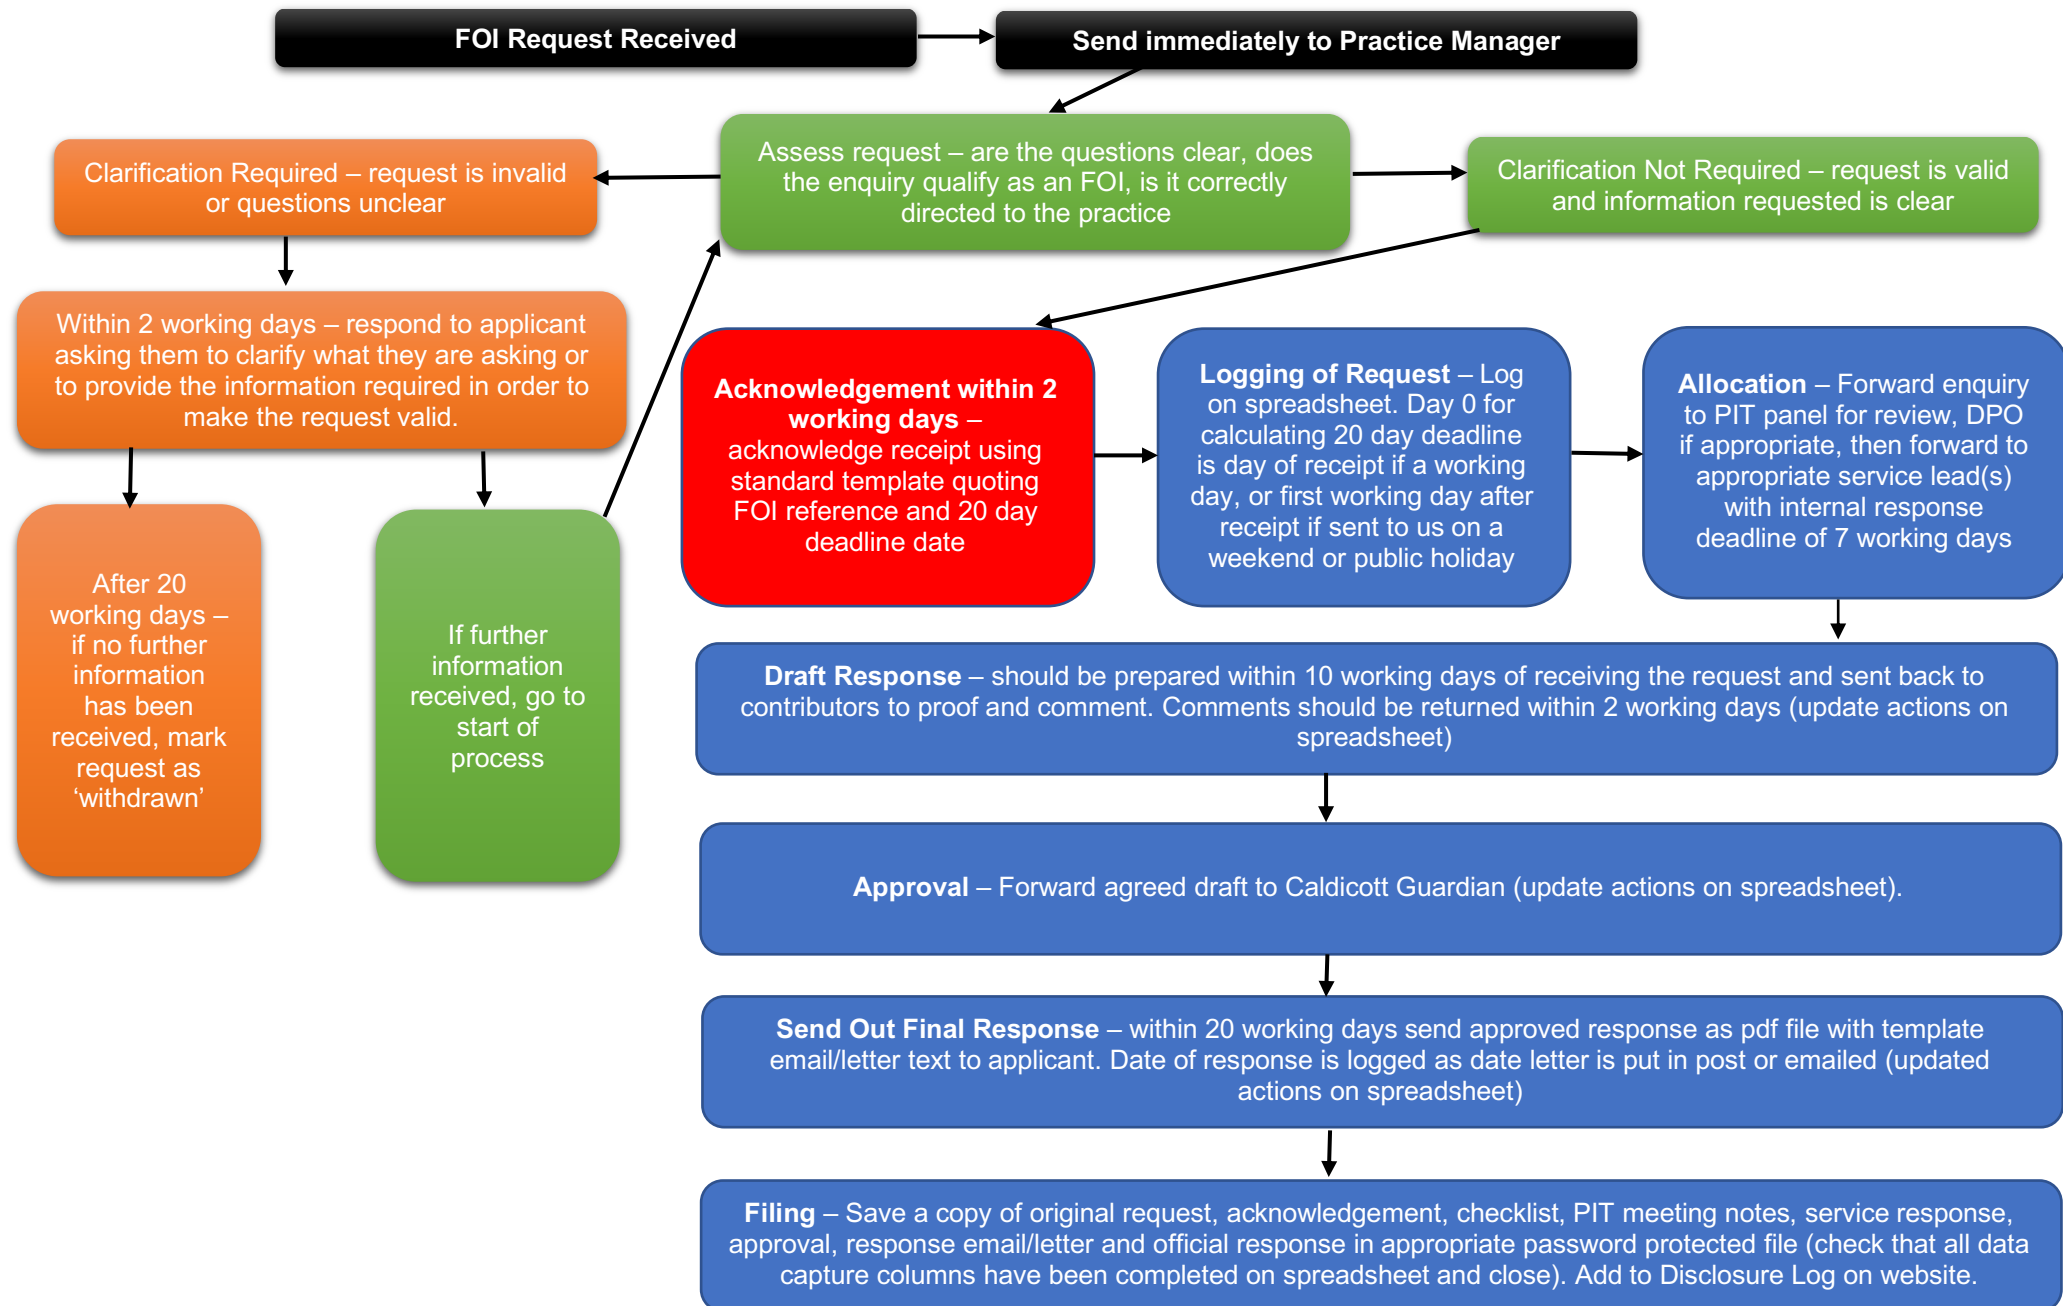 FOI Request Received
Send immediately to Practice Manager
Assess request – are the questions clear, does
the enquiry qualify as an FOI, is it correctly
directed to the practice
Clarification Required – request is invalid
or questions unclear
Clarification Not Required – request is valid
and information requested is clear
Within 2 working days – respond to applicant
asking them to clarify what they are asking or
to provide the information required in order to
make the request valid.
After 20
working days –
if no further
information
has been
received, mark
request as
‘withdrawn’
If further
information
received, go to
start of
process
Acknowledgement within 2
working days –
acknowledge receipt using
standard template quoting
FOI reference and 20 day
deadline date
Logging of Request – Log
on spreadsheet. Day 0 for
calculating 20 day deadline
is day of receipt if a working
day, or first working day after
receipt if sent to us on a
weekend or public holiday
Allocation – Forward enquiry
to PIT panel for review, DPO
if appropriate, then forward to
appropriate service lead(s)
with internal response
deadline of 7 working days
Draft Response – should be prepared within 10 working days of receiving the request and sent back to
contributors to proof and comment. Comments should be returned within 2 working days (update actions on
spreadsheet)
Approval – Forward agreed draft to Caldicott Guardian (update actions on spreadsheet).
Send Out Final Response – within 20 working days send approved response as pdf file with template
email/letter text to applicant. Date of response is logged as date letter is put in post or emailed (updated
actions on spreadsheet)
Filing – Save a copy of original request, acknowledgement, checklist, PIT meeting notes, service response,
approval, response email/letter and official response in appropriate password protected file (check that all data
capture columns have been completed on spreadsheet and close). Add to Disclosure Log on website.